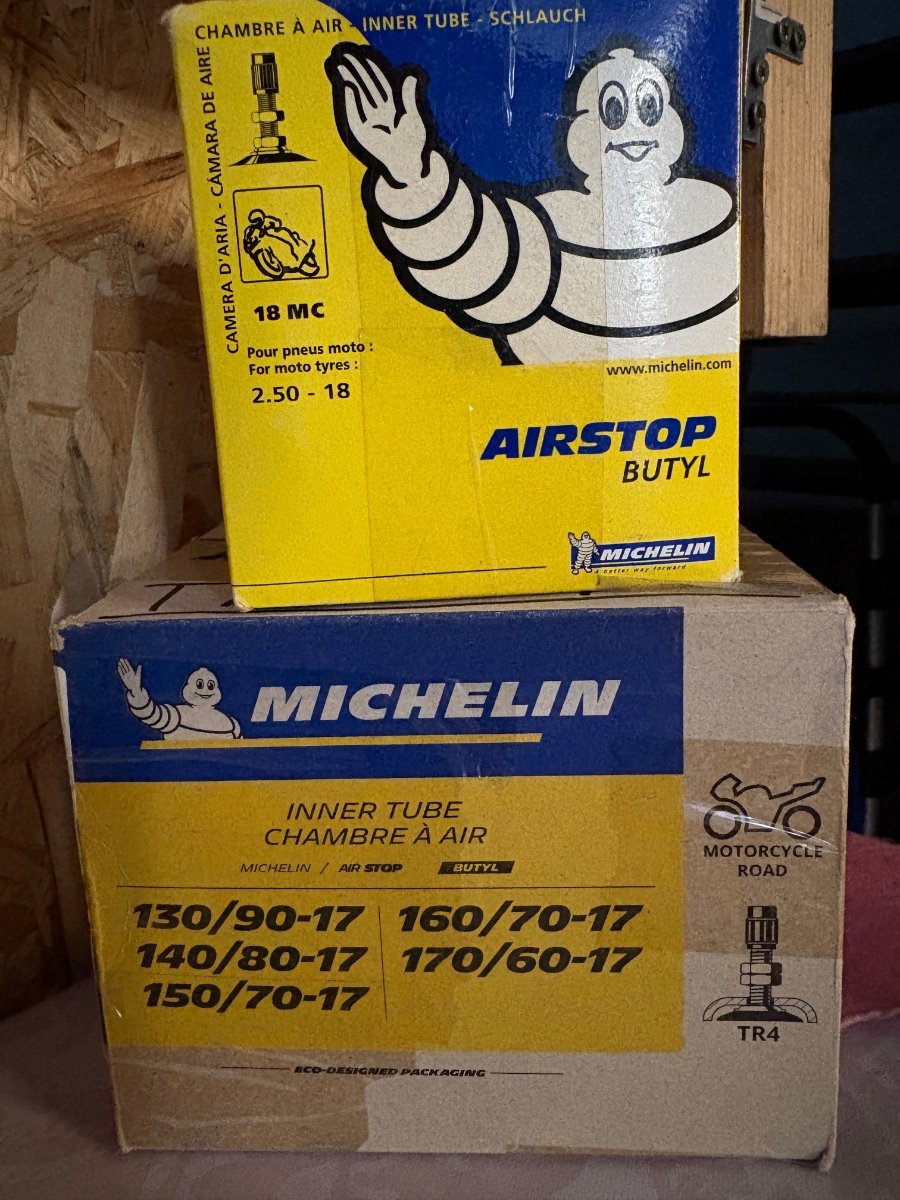 CHAMBRE À AIR - INNER TUBE - SCHLAUCH
CAMERA D'ARIA - CÁMARA DE AIRE
18 MC
Pour pneus moto :
For moto tyres :
2.50 - 18
www.michelin.com
AIRSTOP
BUTYL
MICHELIN
A better way forward
MICHELIN
INNER TUBE
CHAMBRE À AIR
MICHELIN / AIR STOP BUTYL
130/90-17 160/70-17
140/80-17 170/60-17
150/70-17
MOTORCYCLE
ROAD
TR4
ECO-DESIGNED PACKAGING